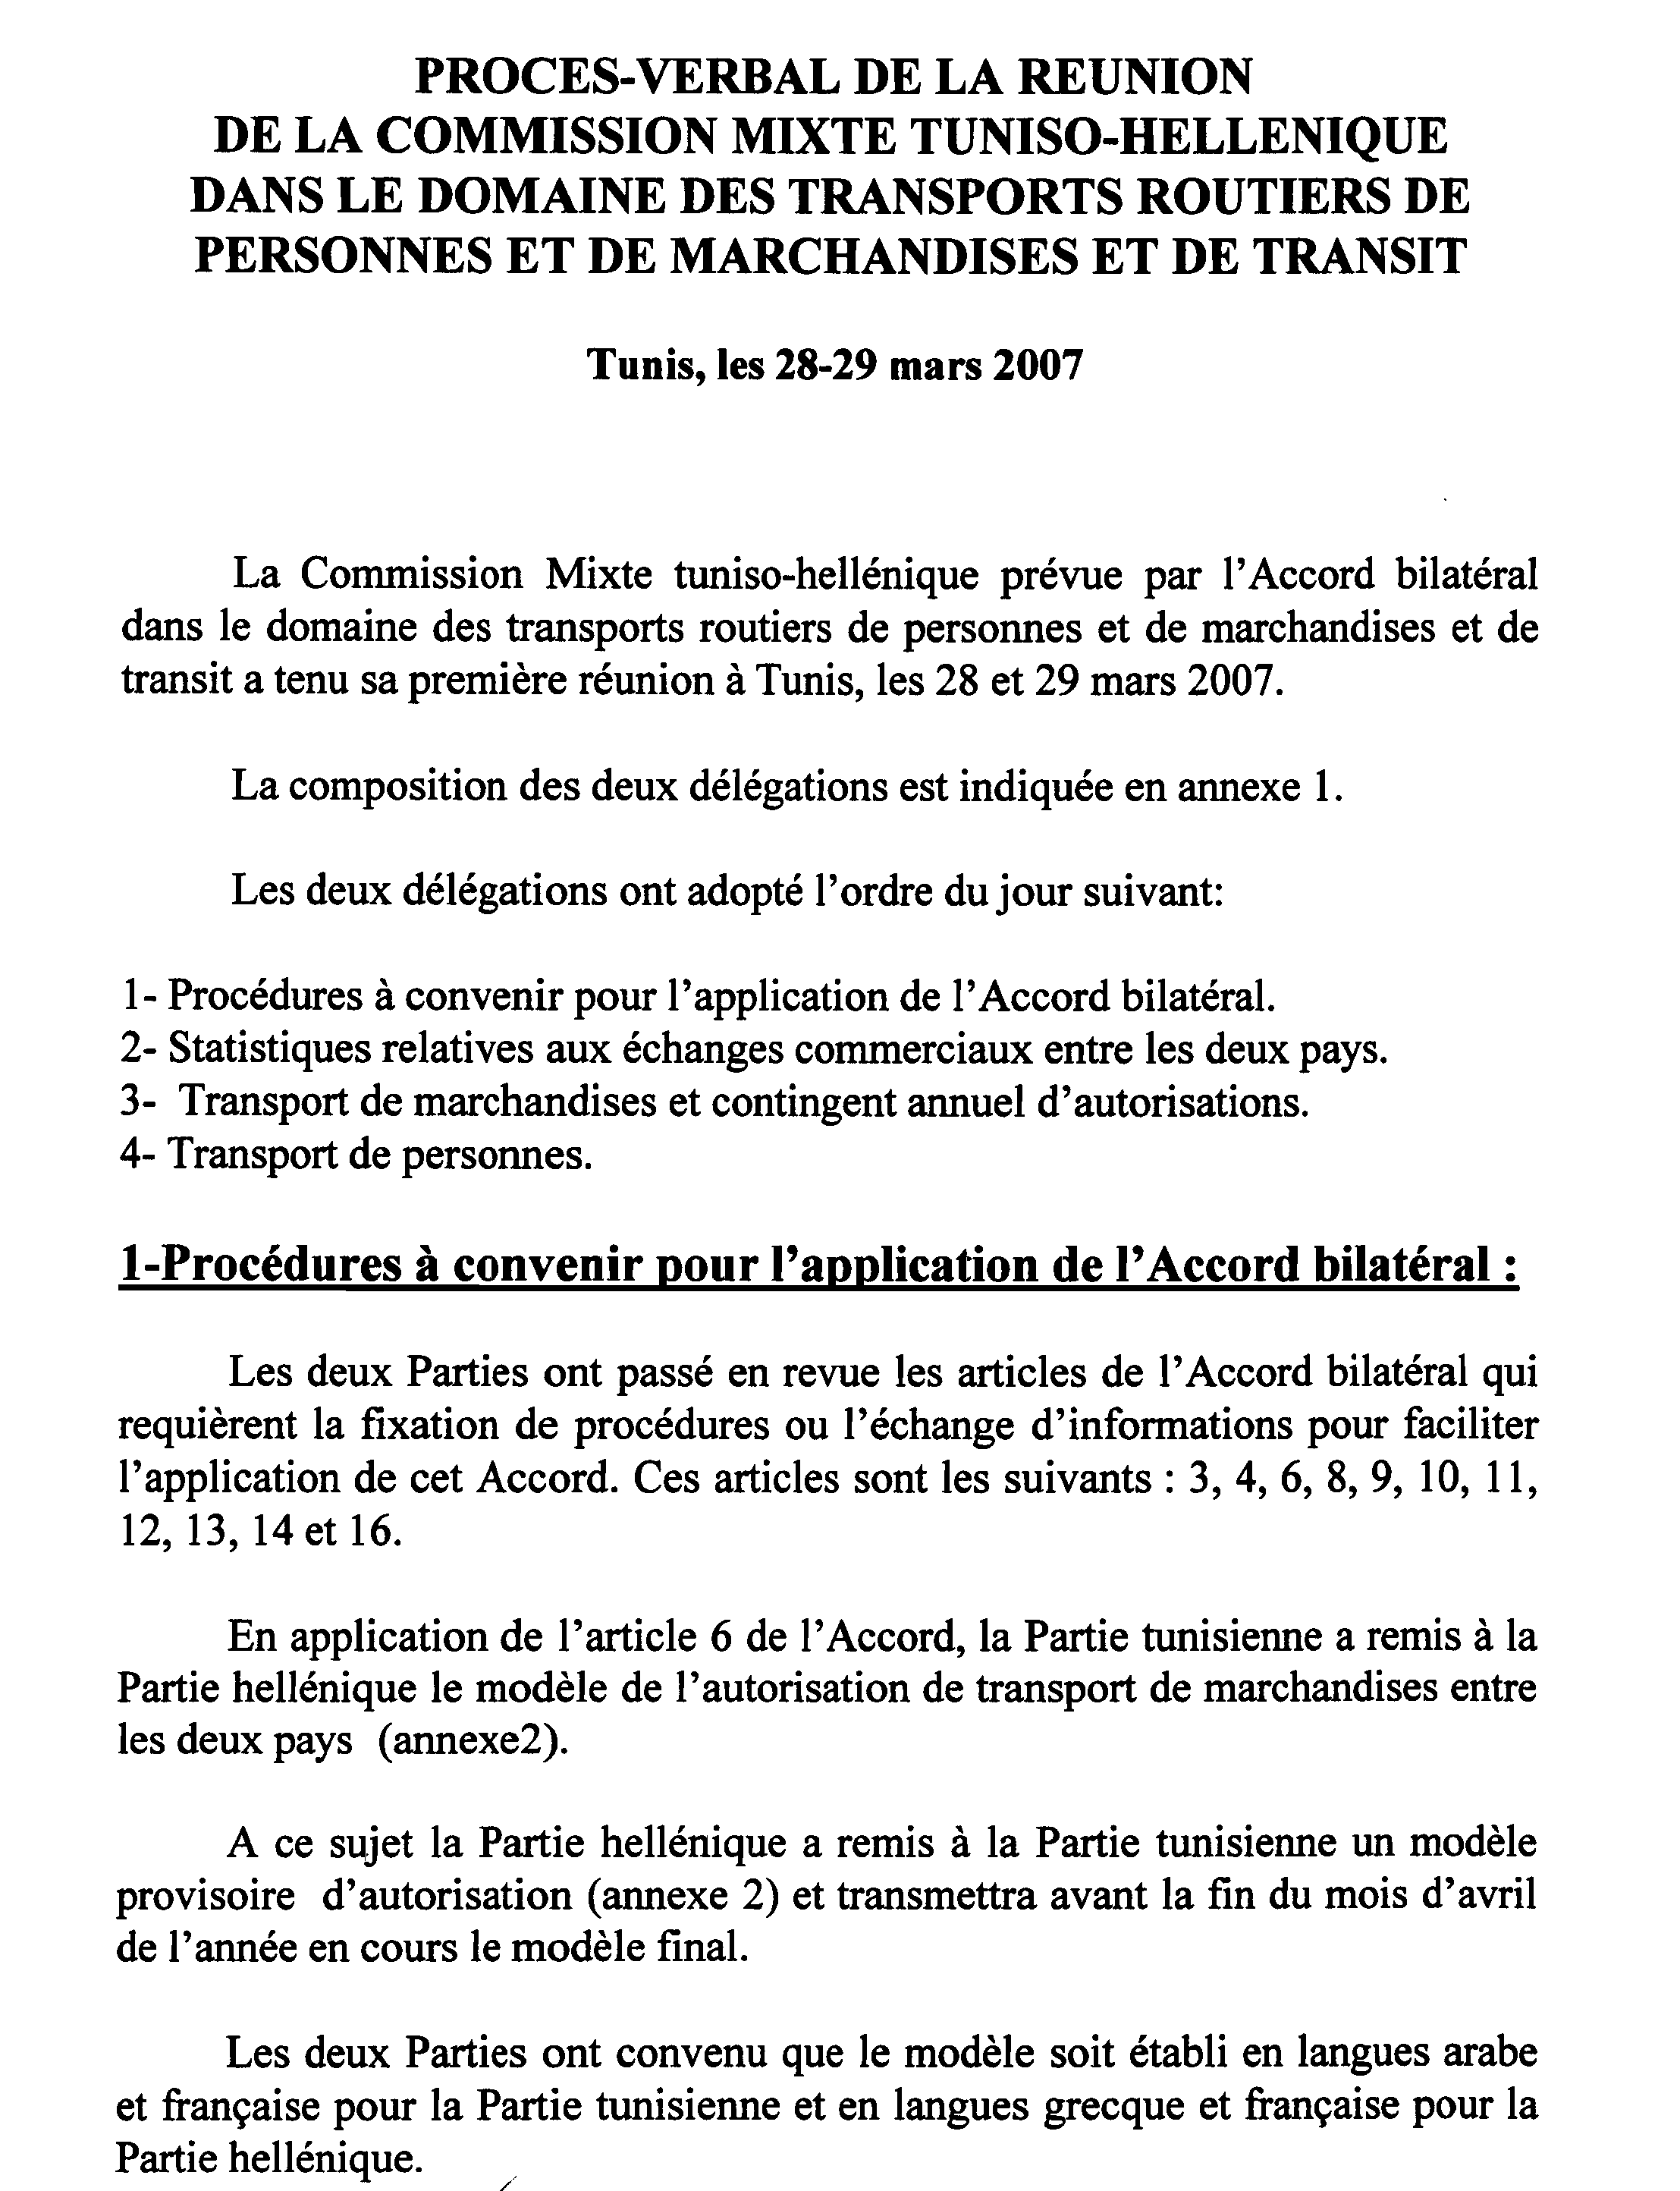 PROCES-VERBAL DE LA REUNION
DE LA COMMISSION MIXTE TUNISO-HELLENIQUE
DANS LE DOMAINE DES TRANSPORTS ROUTIERS DE
PERSONNES ET DE MARCHANDISES ET DE TRANSIT
Tunis, les 28-29 mars 2007
La Commission Mixte tuniso-hellénique prévue par l'Accord bilatéral
dans le domaine des transports routiers de personnes et de marchandises et de
transit a tenu sa première réunion à Tunis, les 28 et 29 mars 2007.
La composition des deux délégations est indiquée en annexe 1.
Les deux délégations ont adopté l'ordre du jour suivant:
1- Procédures à convenir pour l'application de l'Accord bilatéral.
2- Statistiques relatives aux échanges commerciaux entre les deux pays.
3- Transport de marchandises et contingent annuel d'autorisations.
4- Transport de personnes.
1-Procédures à convenir pour l'application de l'Accord bilatéral :
Les deux Parties ont passé en revue les articles de l'Accord bilatéral qui
requièrent la fixation de procédures ou l'échange d'informations pour faciliter
l'application de cet Accord. Ces articles sont les suivants : 3, 4, 6, 8, 9, 10, 11,
12, 13, 14 et 16.
En application de l'article 6 de l'Accord, la Partie tunisienne a remis à la
Partie hellénique le modèle de l'autorisation de transport de marchandises entre
les deux pays (annexe2).
A ce sujet la Partie hellénique a remis à la Partie tunisienne un modèle
provisoire d'autorisation (annexe 2) et transmettra avant la fin du mois d'avril
de l'année en cours le modèle final.
Les deux Parties ont convenu que le modèle soit établi en langues arabe
et française pour la Partie tunisienne et en langues grecque et française pour la
Partie hellénique.